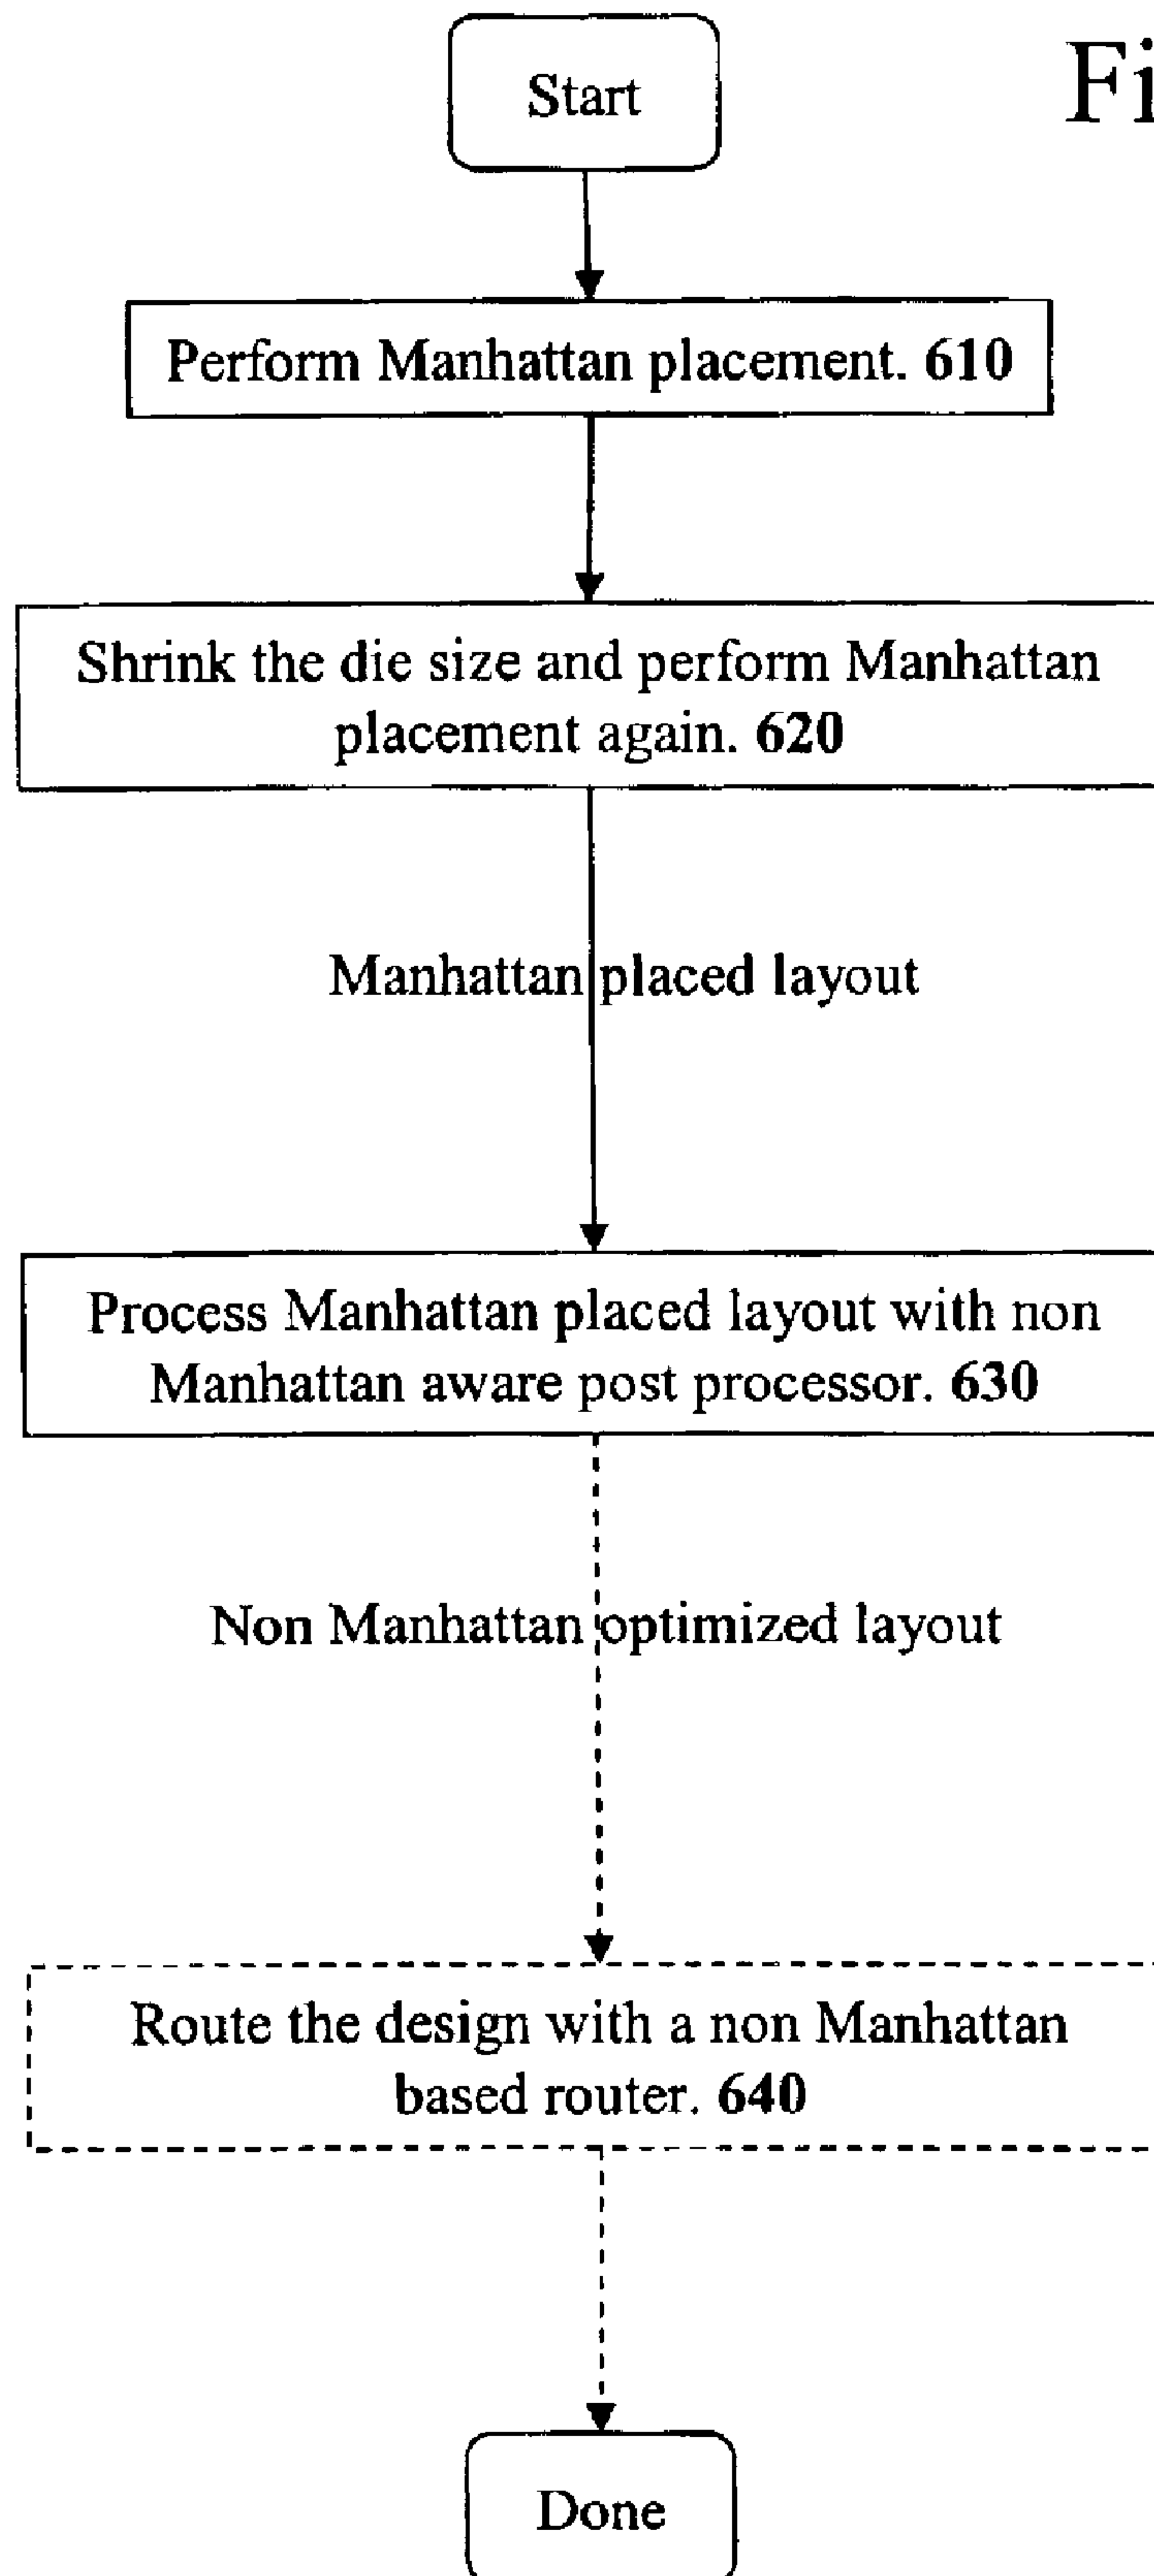 Start
Fi
Perform Manhattan placement. 610
Shrink the die size and perform Manhattan
placement again. 620
Manhattan placed layout
Process Manhattan placed layout with non
Manhattan aware post processor. 630
Non Manhattan optimized layout
Route the design with a non Manhattan
based router. 640
Done